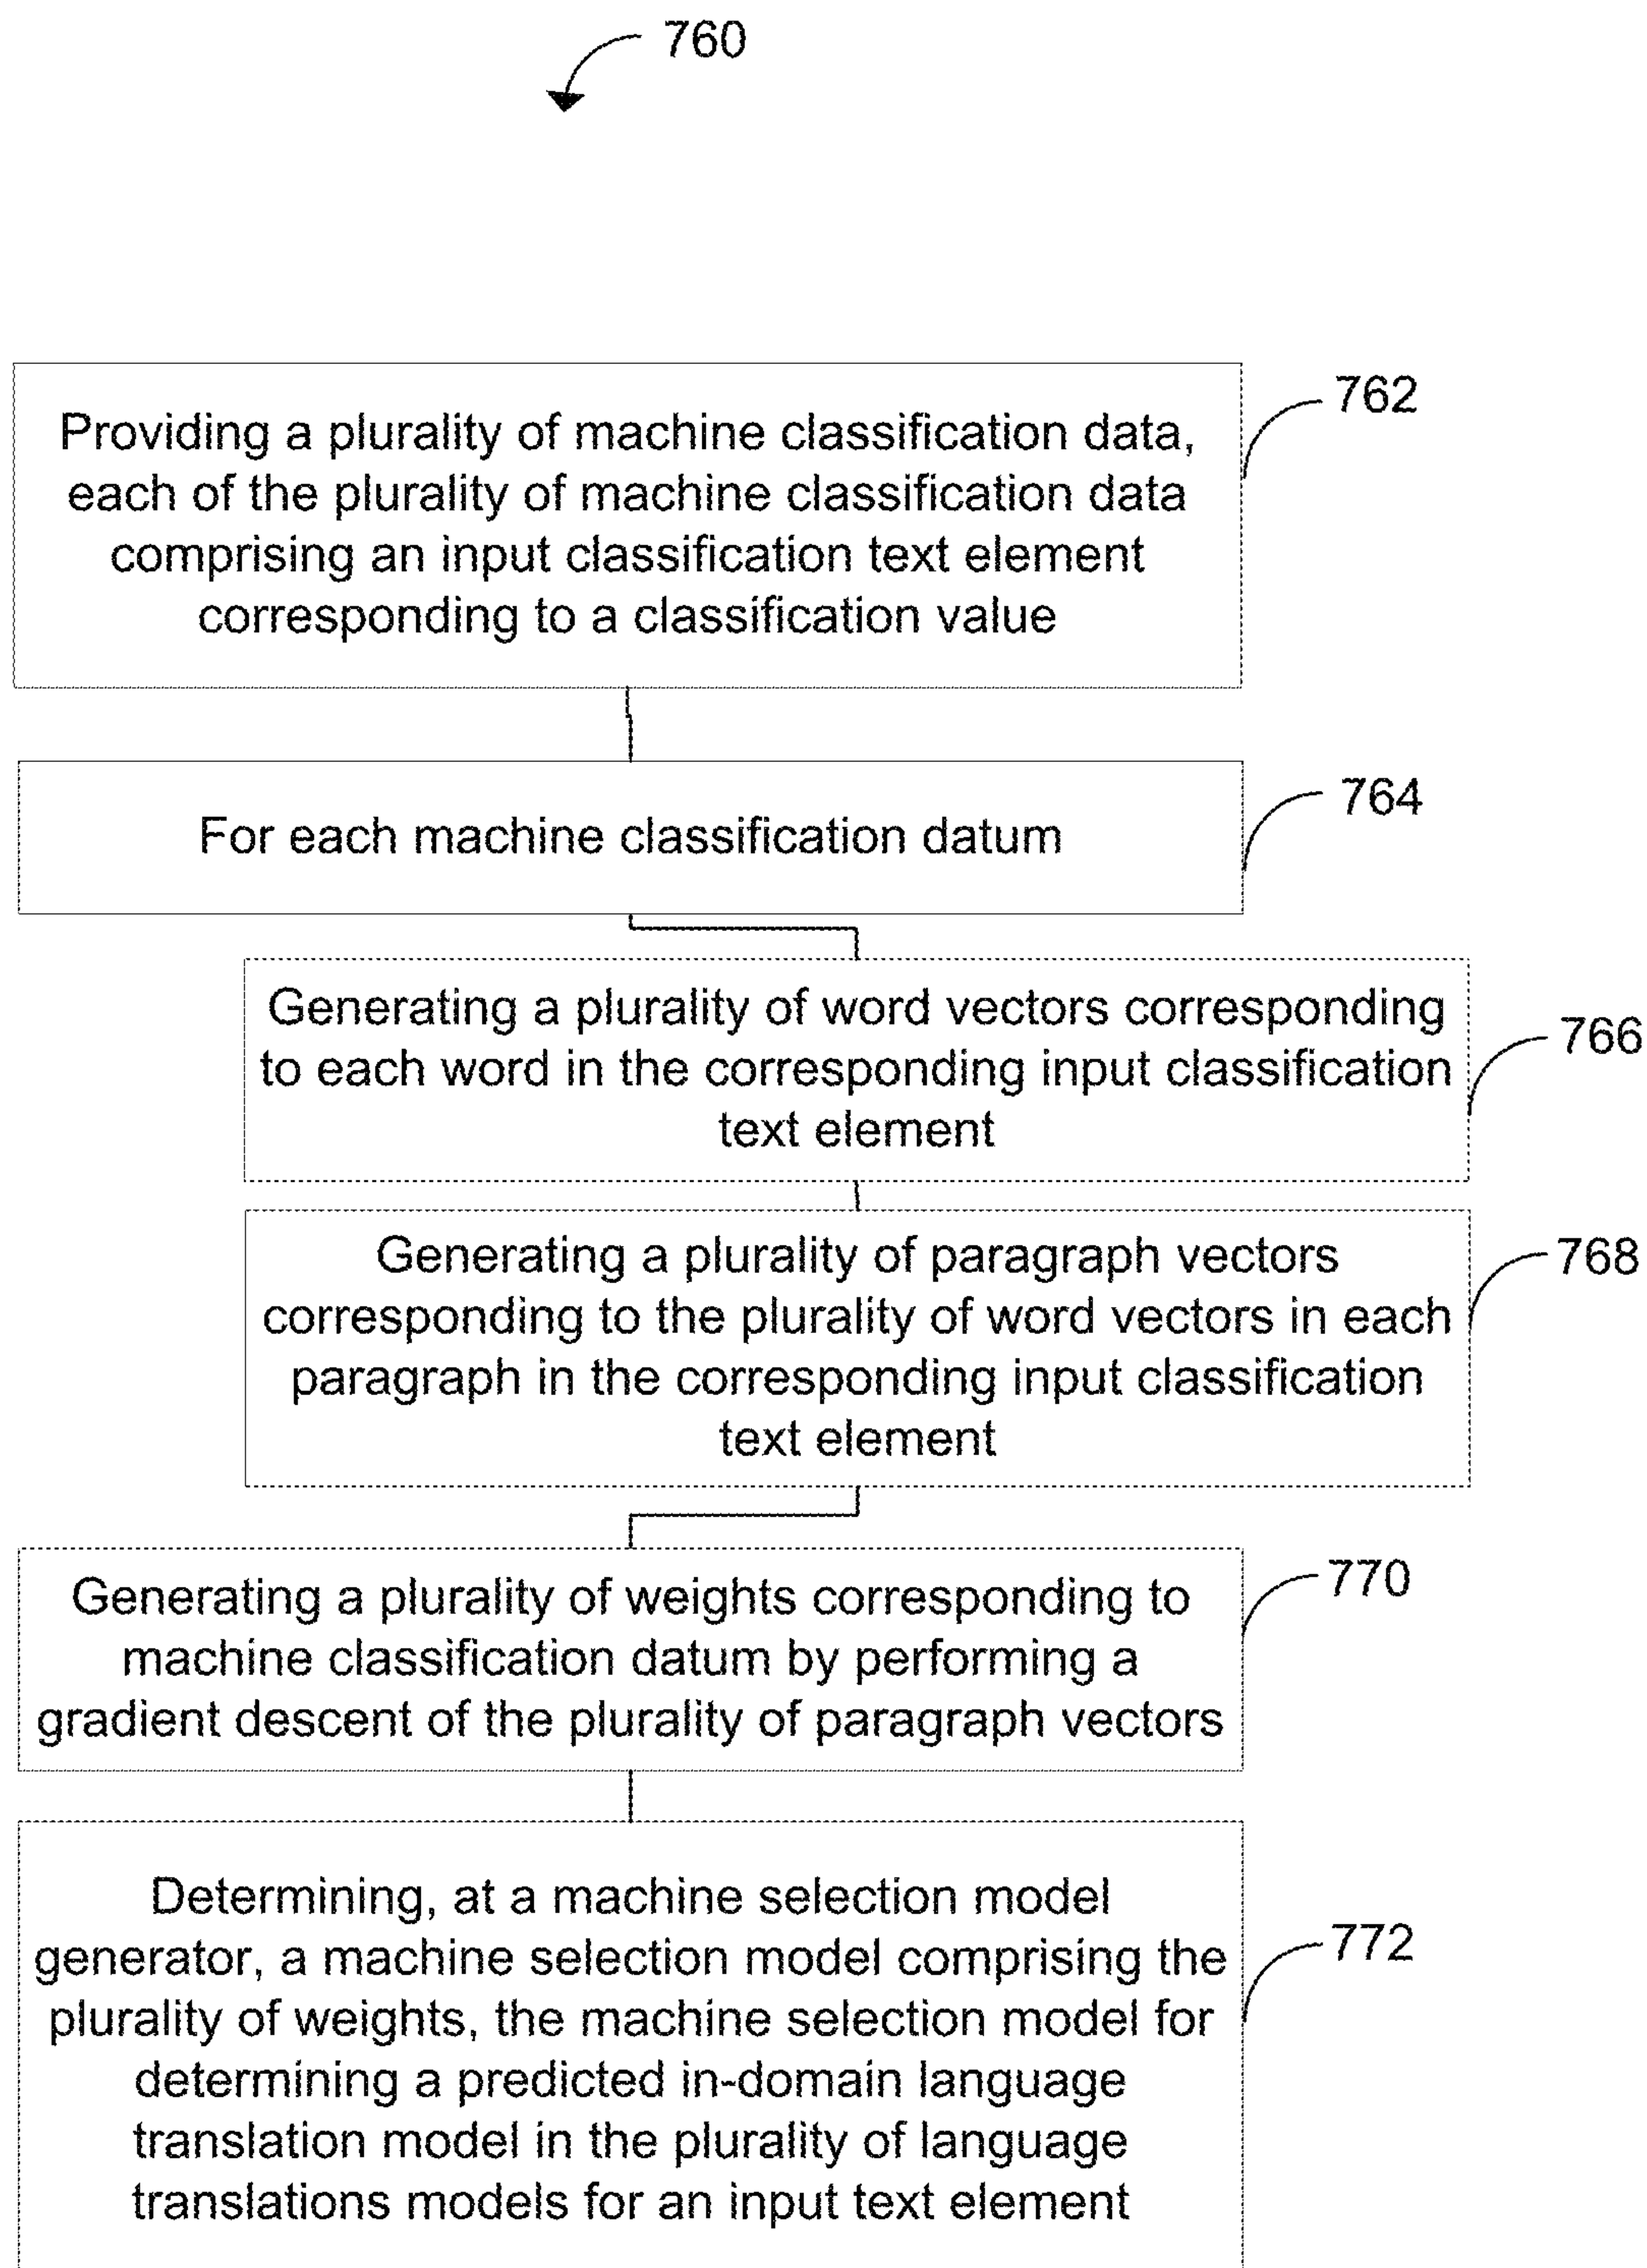 760
762
Providing a plurality of machine classification data,
each of the plurality of machine classification data
comprising an input classification text element
corresponding to a classification value
764
For each machine classification datum
Generating a plurality of word vectors corresponding
to each word in the corresponding input classification
text element
766
Generating a plurality of paragraph vectors
corresponding to the plurality of word vectors in each
paragraph in the corresponding input classification
text element
768
Generating a plurality of weights corresponding to
machine classification datum by performing a
gradient descent of the plurality of paragraph vectors
770
Determining, at a machine selection model
generator, a machine selection model comprising the
plurality of weights, the machine selection model for
determining a predicted in-domain language
translation model in the plurality of language
translations models for an input text element
772